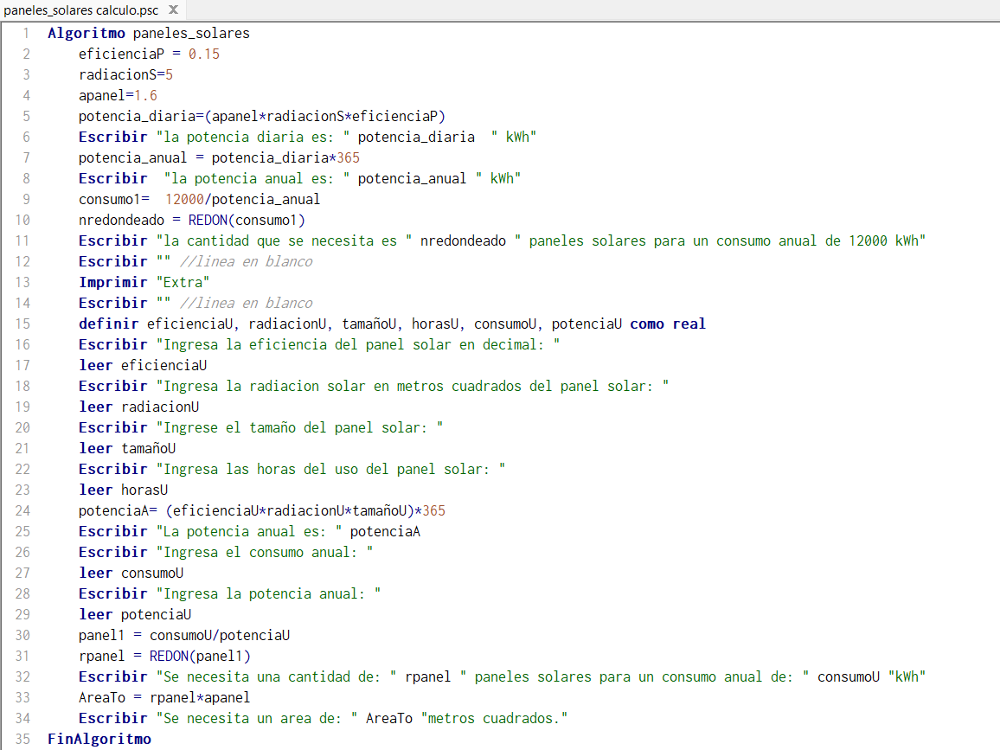 paneles_solares calculo.psc X
1 Algoritmo paneles_solares
2 eficienciaP = 0.15
3 radiacionS=5
4 apanel=1.6
5 potencia_diaria=(apanel*radiacionS*eficienciaP)
6 Escribir "la potencia diaria es: " potencia_diaria  " kWh"
7 potencia_anual = potencia_diaria*365
8 Escribir  "la potencia anual es: " potencia_anual " kWh"
9 consumo1=  12000/potencia_anual
10 nredondeado = REDON(consumo1)
11 Escribir "la cantidad que se necesita es " nredondeado " paneles solares para un consumo anual de 12000 kWh"
12 Escribir "" //linea en blanco
13 Imprimir "Extra"
14 Escribir "" //linea en blanco
15 definir eficienciaU, radiacionU, tamañoU, horasU, consumoU, potenciaU como real
16 Escribir "Ingresa la eficiencia del panel solar en decimal: "
17 leer eficienciaU
18 Escribir "Ingresa la radiacion solar en metros cuadrados del panel solar: "
19 leer radiacionU
20 Escribir "Ingrese el tamaño del panel solar: "
21 leer tamañoU
22 Escribir "Ingresa las horas del uso del panel solar: "
23 leer horasU
24 potenciaA= (eficienciaU*radiacionU*tamañoU)*365
25 Escribir "La potencia anual es: " potenciaA
26 Escribir "Ingresa el consumo anual: "
27 leer consumoU
28 Escribir "Ingresa la potencia anual: "
29 leer potenciaU
30 panel1 = consumoU/potenciaU
31 rpanel = REDON(panel1)
32 Escribir "Se necesita una cantidad de: " rpanel " paneles solares para un consumo anual de: " consumoU "kWh"
33 AreaTo = rpanel*apanel
34 Escribir "Se necesita un area de: " AreaTo "metros cuadrados."
35 FinAlgoritmo